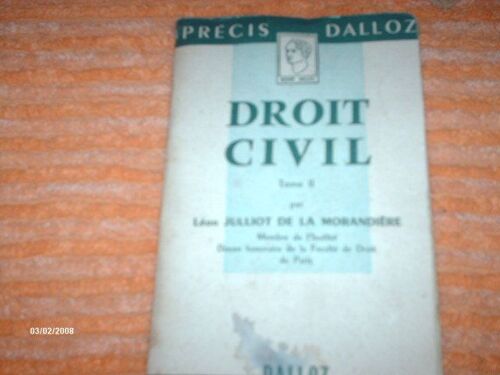 PRÉCIS DALLOZ
DROIT
CIVIL
Tome II
par
Léon JULLIOT DE LA MORANDIÈRE
Membre de l'Institut
Doyen honoraire de la Faculté de Droit
de Paris
DALLOZ
03/02/2008